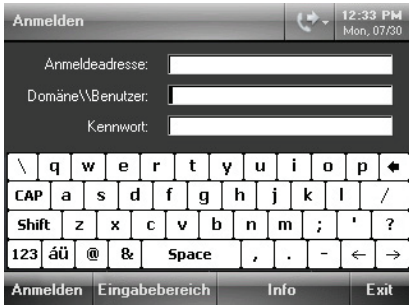 Anmelden 12:33 PM
Mon, 07/30
Anmeldeadresse:
Domäne\\Benutzer:
Kennwort:
\ q w e r t y u i o p ←
CAP a s d f g h j k l /
Shift z x c v b n m ; ' ?
123 áü @ & Space , . - ← →
Anmelden Eingabebereich Info Exit